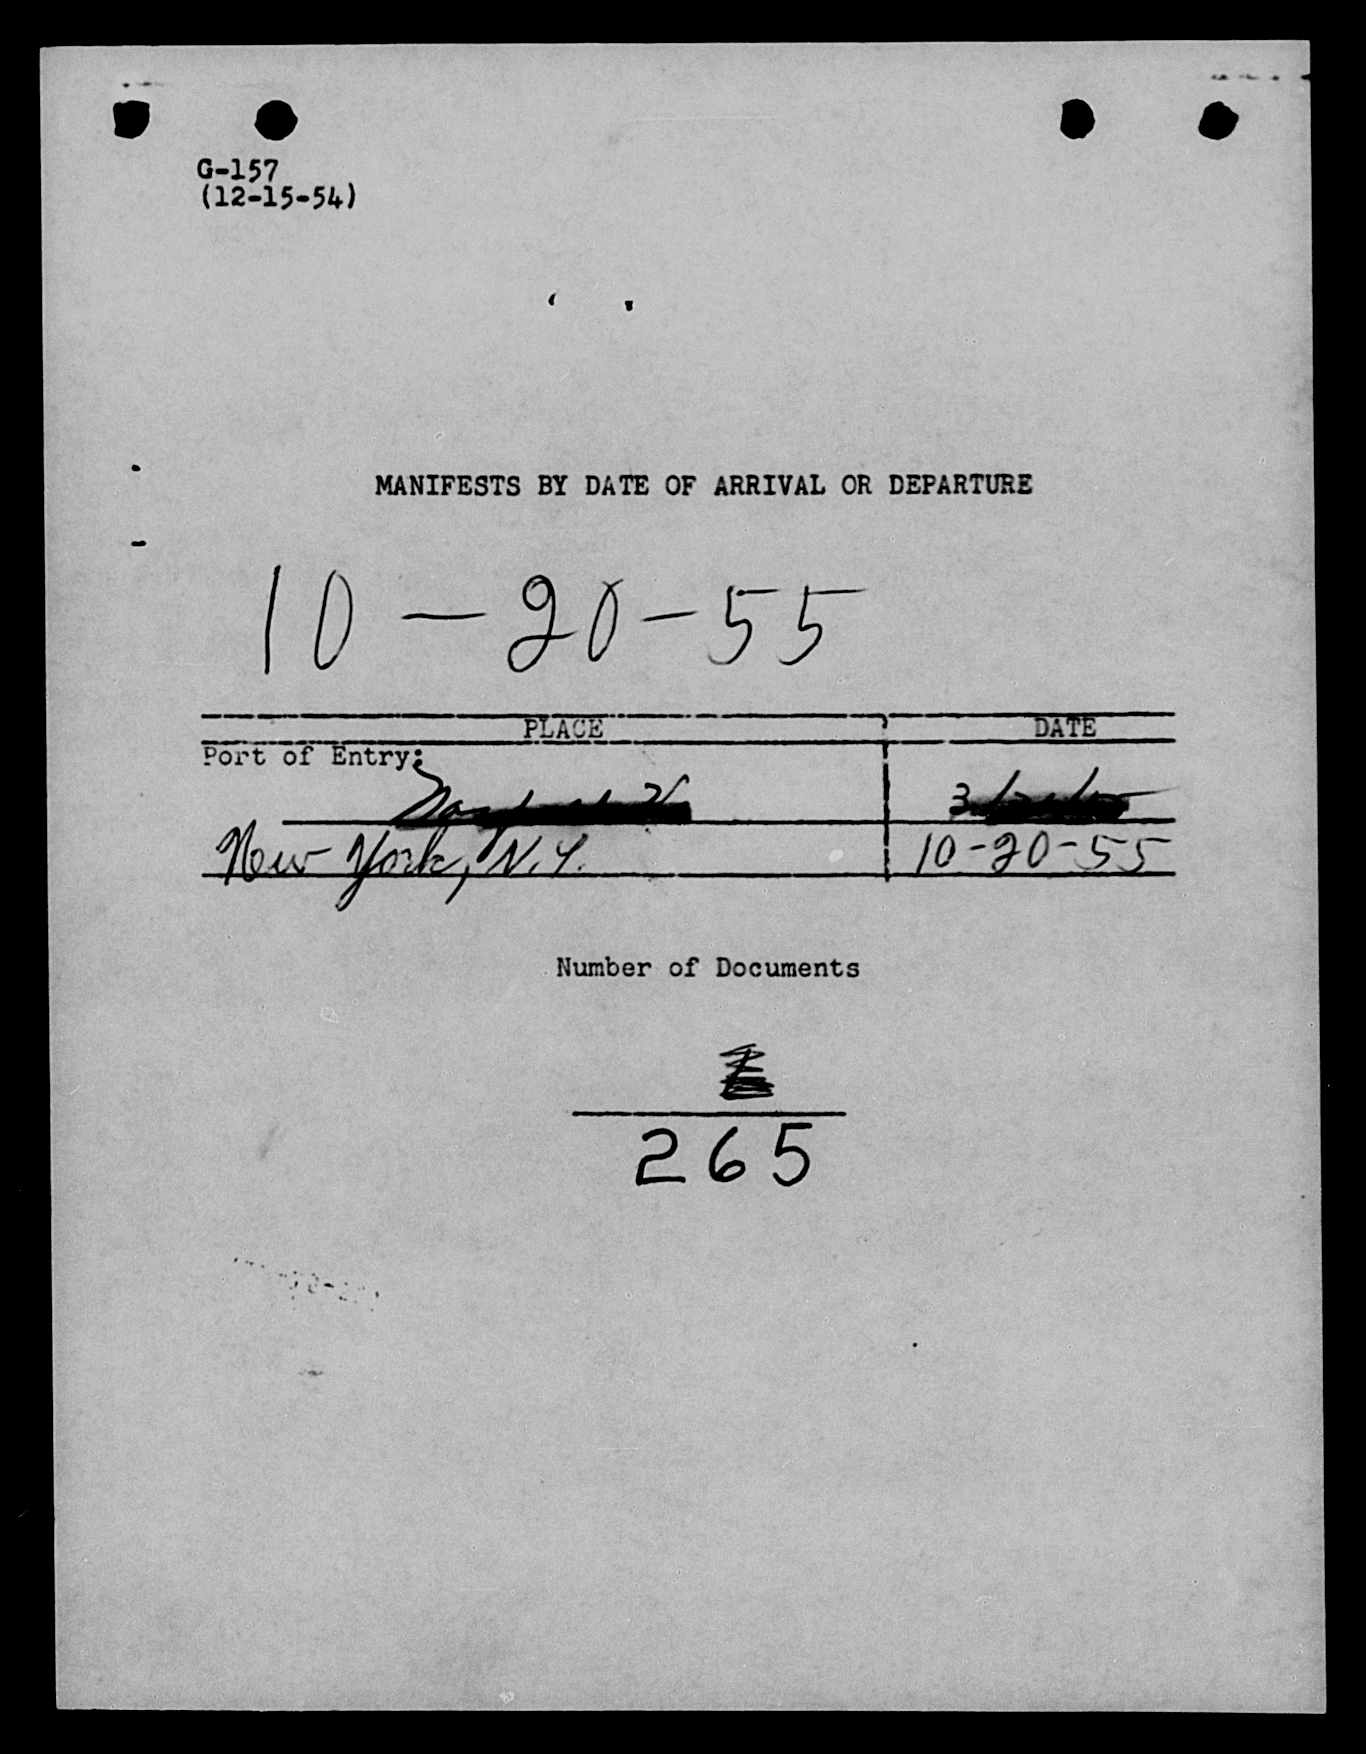 G-157
(12-15-54)
MANIFESTS BY DATE OF ARRIVAL OR DEPARTURE
10-20-55
PLACE DATE
Port of Entry:
New York, N.Y. 10-20-55
Number of Documents
265